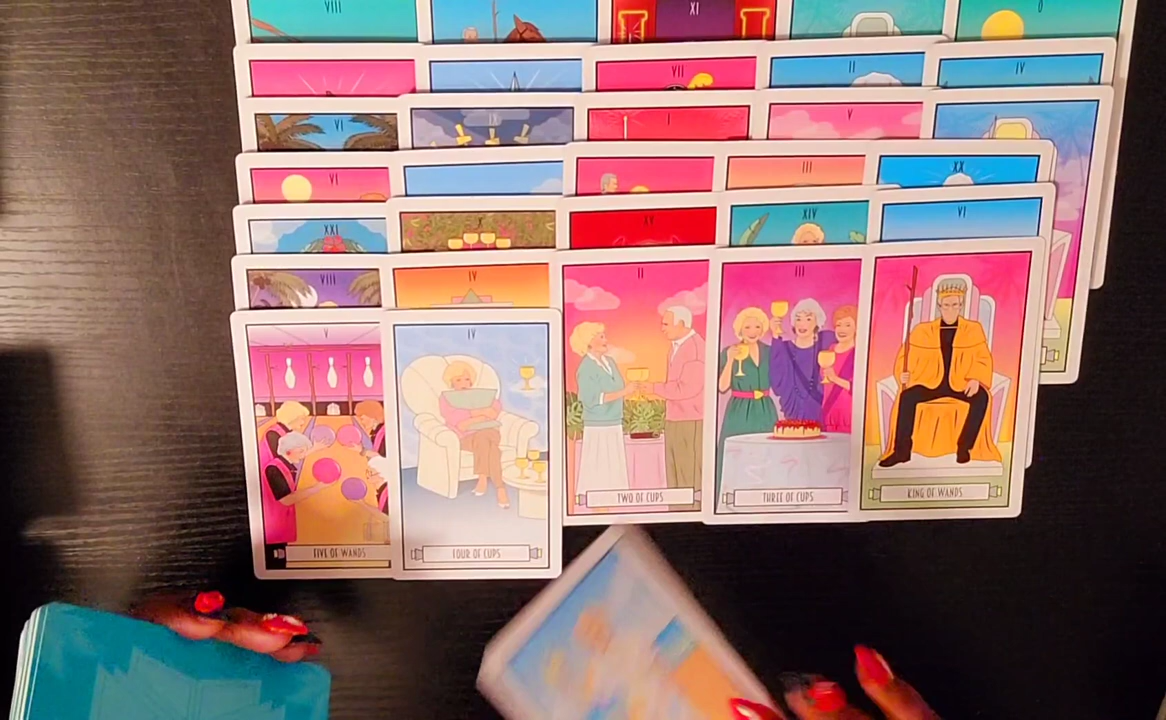 VIII
XI
0
VII
II
IV
VI
IX
I
V
VI
III
XX
XXI
X
XV
XIV
VI
VIII
IV
II
III
V
IV
TWO OF CUPS
THREE OF CUPS
KING OF WANDS
FIVE OF WANDS
FOUR OF CUPS